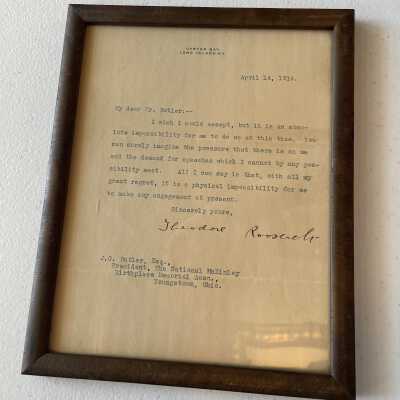 OYSTER BAY
LONG ISLAND N.Y.
April 14, 1916.
My dear Mr. Butler:--
I wish I could accept, but it is an abso-
lute impossibility for me to do so at this time. You
can surely imagine the pressure that there is on me
and the demand for speeches which I cannot by any pos-
sibility meet. All I can say is that, with all my
great regret, it is a physical impossibility for me
to make any engagement at present.
Sincerely yours,
Theodore Roosevelt
J.G. Butler, Esq.,
President, The National McKinley
Birthplace Memorial Assn.,
Youngstown, Ohio.